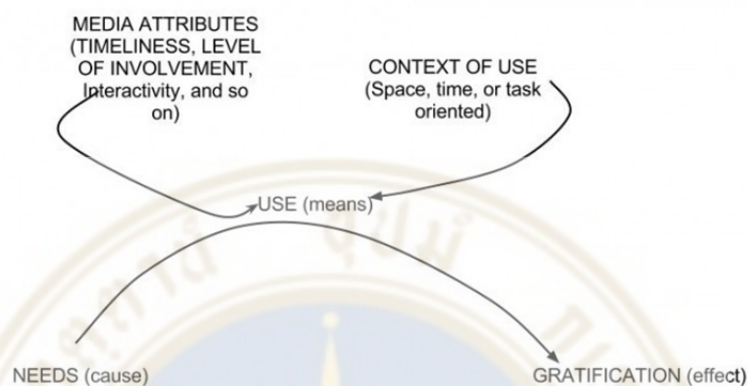 MEDIA ATTRIBUTES
(TIMELINESS, LEVEL
OF INVOLVEMENT,
Interactivity, and so
on)
CONTEXT OF USE
(Space, time, or task
oriented)
USE (means)
NEEDS (cause)
GRATIFICATION (effect)